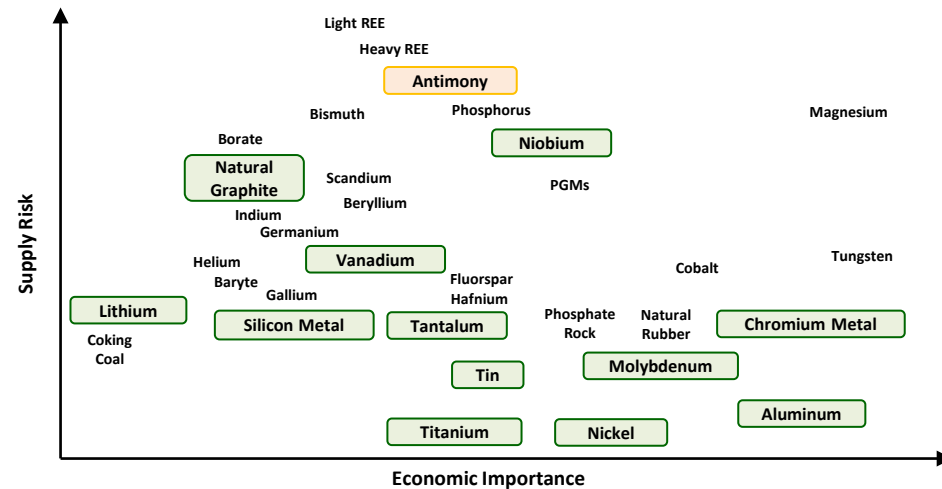 Light REE
Heavy REE
Antimony
Bismuth
Phosphorus
Magnesium
Borate
Niobium
Natural
Graphite
Scandium
PGMs
Beryllium
Indium
Germanium
Vanadium
Tungsten
Helium
Cobalt
Baryte
Fluorspar
Gallium
Hafnium
Lithium
Silicon Metal
Tantalum
Phosphate
Rock
Natural
Rubber
Chromium Metal
Coking
Coal
Molybdenum
Tin
Aluminum
Titanium
Nickel
Supply Risk
Economic Importance